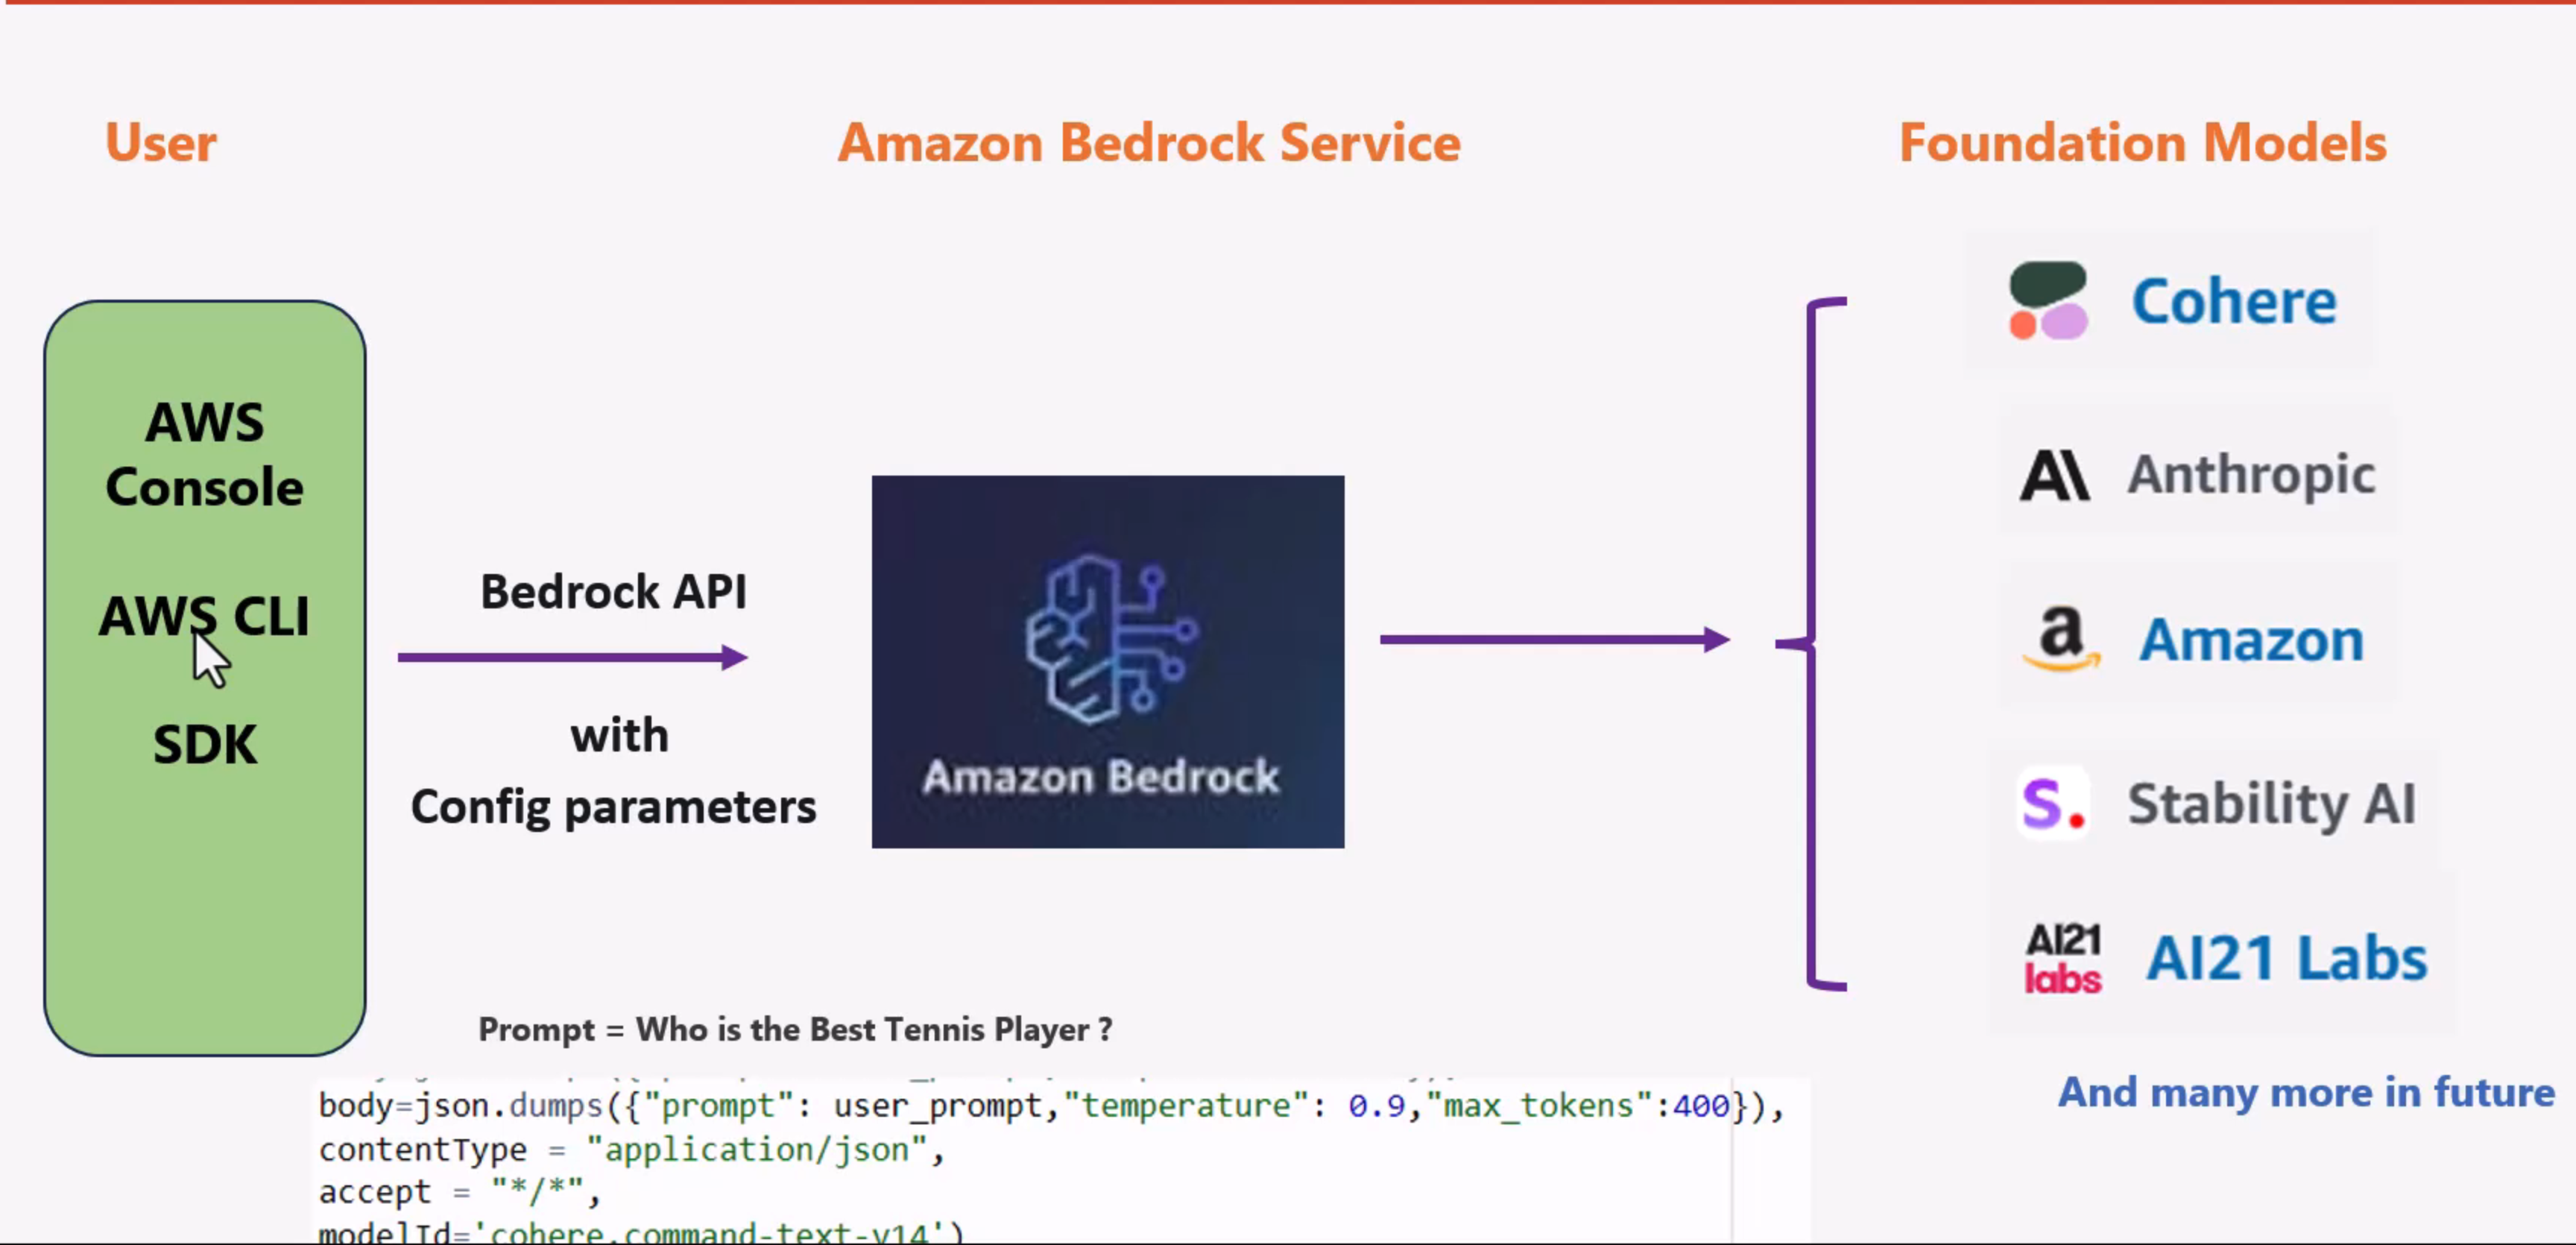 User
Amazon Bedrock Service
Foundation Models
AWS
Console
AWS CLI
SDK
Bedrock API
with
Config parameters
Amazon Bedrock
Cohere
A\ Anthropic
a Amazon
S. Stability AI
AI21
labs
AI21 Labs
And many more in future
Prompt = Who is the Best Tennis Player ?
body=json.dumps({"prompt": user_prompt,"temperature": 0.9,"max_tokens":400}),
contentType = "application/json",
accept = "*/*",
modelId='cohere.command-text-v14')